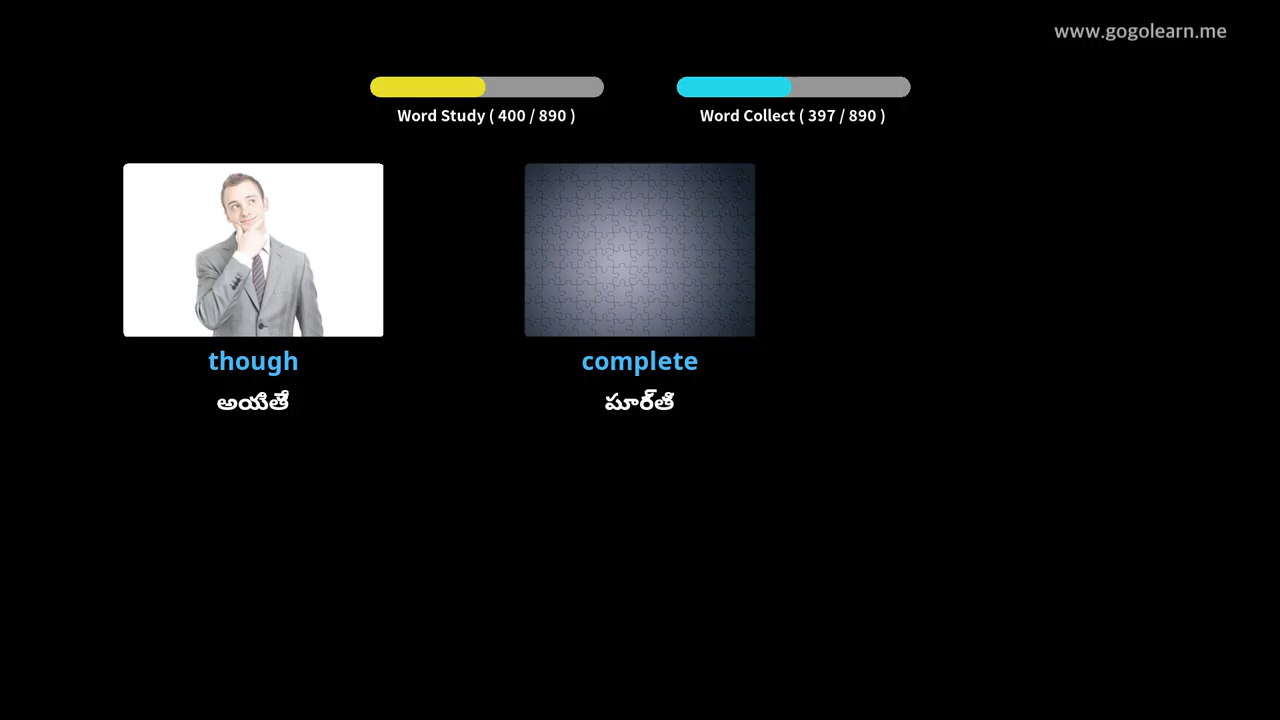 www.gogolearn.me
Word Study ( 400 / 890 )
Word Collect ( 397 / 890 )
though
complete
అయితే
పూర్తి